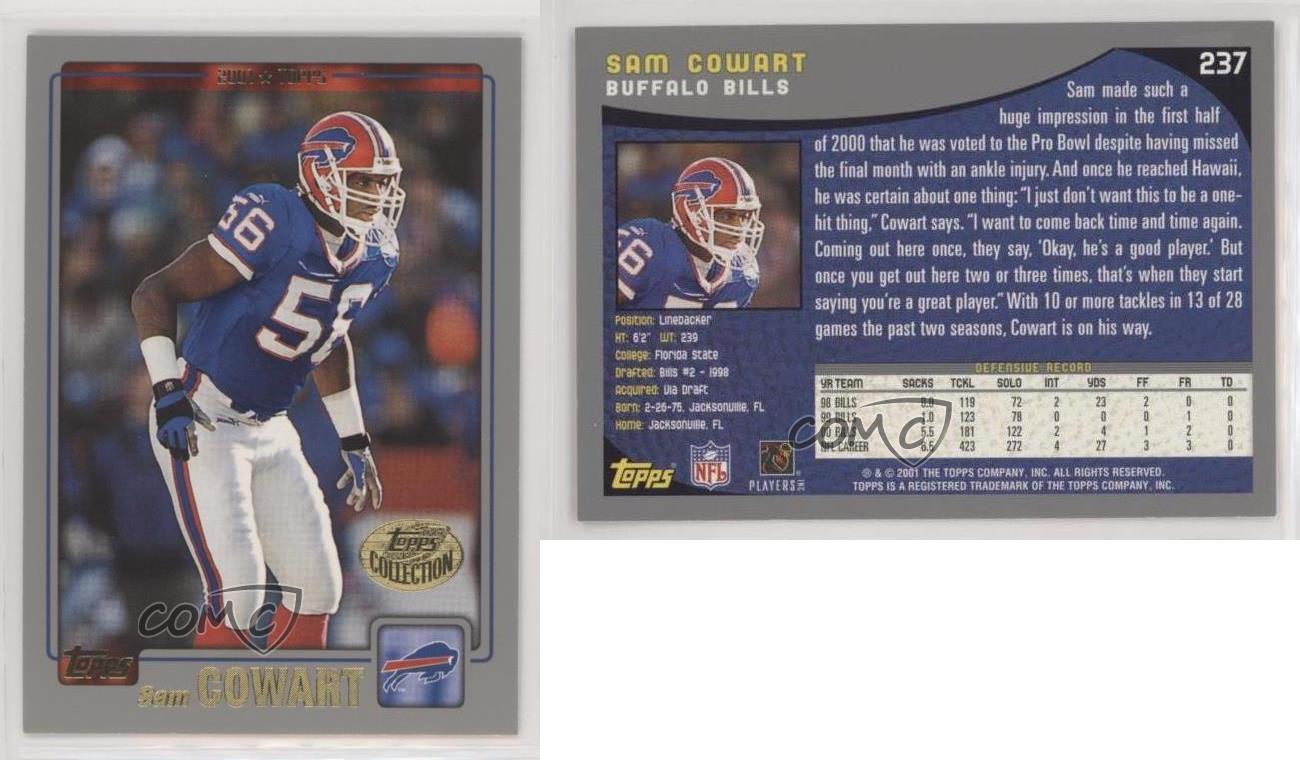 2001 ★ TOPPS
56
56
Topps
COLLECTION
COMC
Topps
Sam COWART
SAM COWART
BUFFALO BILLS
237
Sam made such a
huge impression in the first half
of 2000 that he was voted to the Pro Bowl despite having missed
the final month with an ankle injury. And once he reached Hawaii,
he was certain about one thing: "I just don't want this to be a one-
hit thing," Cowart says. "I want to come back time and time again.
Coming out here once, they say, 'Okay, he's a good player.' But
once you get out here two or three times, that's when they start
saying you're a great player." With 10 or more tackles in 13 of 28
games the past two seasons, Cowart is on his way.
Position: Linebacker
HT: 6'2" WT: 239
College: Florida State
Drafted: Bills #2 - 1998
Acquired: Via Draft
Born: 2-26-75, Jacksonville, FL
Home: Jacksonville, FL
DEFENSIVE RECORD
YR TEAM SACKS TCKL SOLO INT YDS FF FR TD
98 BILLS 0.0 119 72 2 23 2 0 0
99 BILLS 1.0 123 78 0 0 0 1 0
00 BILLS 5.5 181 122 2 4 1 2 0
NFL CAREER 6.5 423 272 4 27 3 3 0
COMC
Topps
NFL
PLAYERS INC
® & © 2001 THE TOPPS COMPANY, INC. ALL RIGHTS RESERVED.
TOPPS IS A REGISTERED TRADEMARK OF THE TOPPS COMPANY, INC.